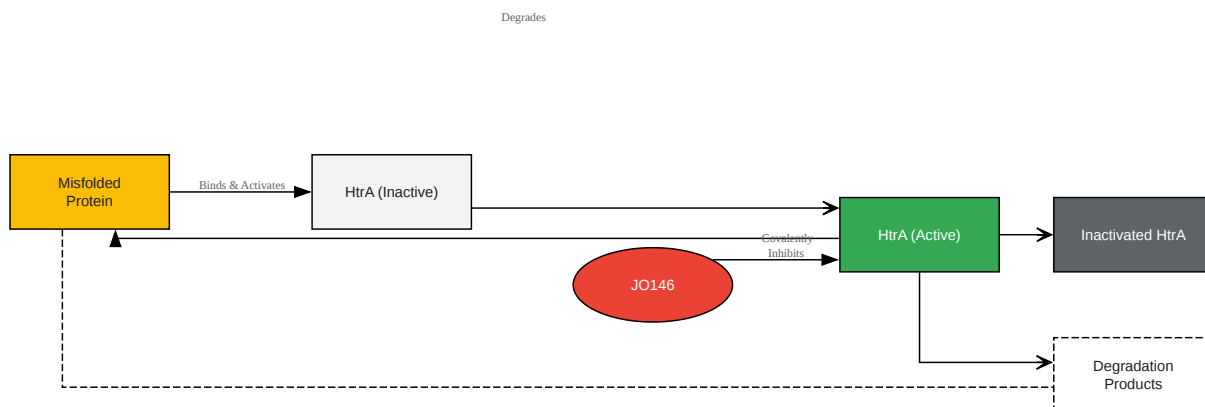 Degrades
Misfolded
Protein
Binds & Activates
HtrA (Inactive)
HtrA (Active)
Inactivated HtrA
Covalently
Inhibits
JO146
Degradation
Products